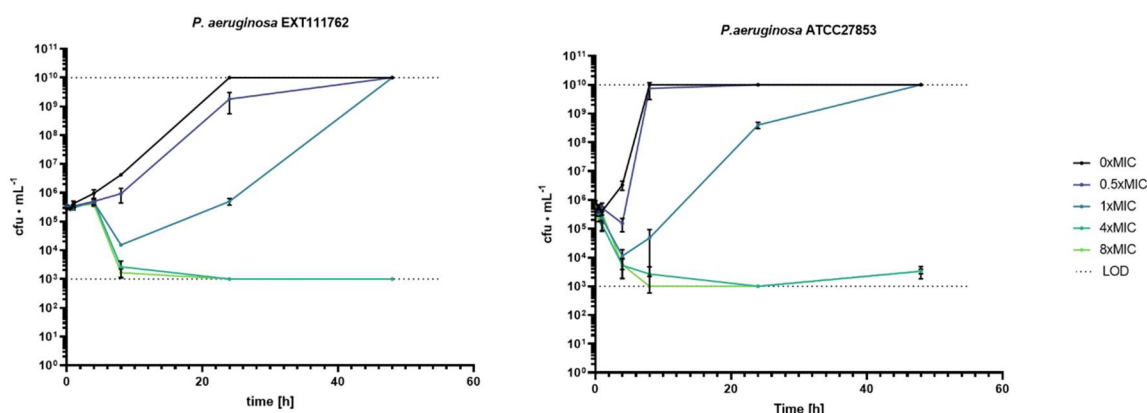 P. aeruginosa EXT111762
10¹¹
10¹⁰
10⁹
10⁸
10⁷
10⁶
10⁵
10⁴
10³
10²
10¹
10⁰
cfu • mL⁻¹
0 20 40 60
time [h]
P.aeruginosa ATCC27853
10¹¹
10¹⁰
10⁹
10⁸
10⁷
10⁶
10⁵
10⁴
10³
10²
10¹
10⁰
cfu • mL⁻¹
0 20 40 60
Time [h]
0xMIC
0.5xMIC
1xMIC
4xMIC
8xMIC
LOD